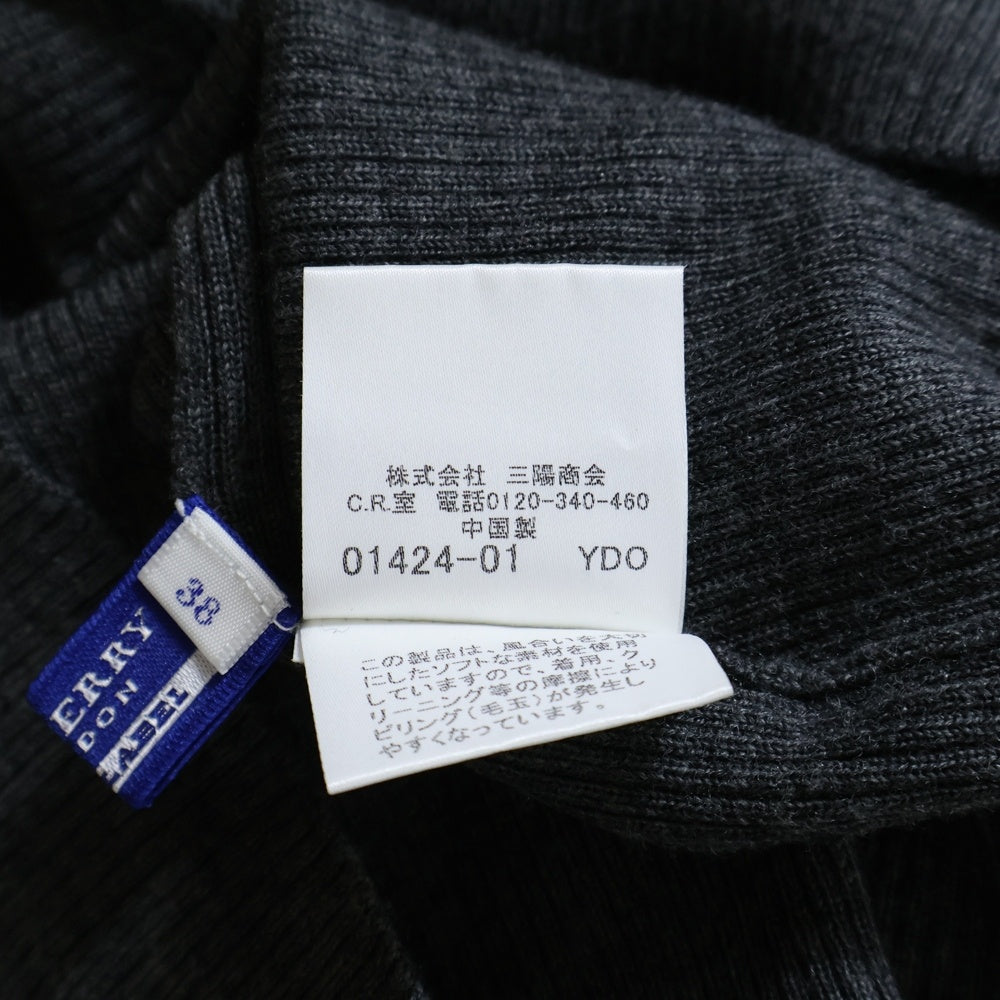 株式会社 三陽商会
C.R.室 電話0120-340-460
中国製
01424-01 YDO
38
ERRY
DON
この製品は、風合いを大切
にしたソフトな素材を使用
していますので、着用、ク
リーニング等の摩擦により
ピリング(毛玉)が発生し
やすくなっています。